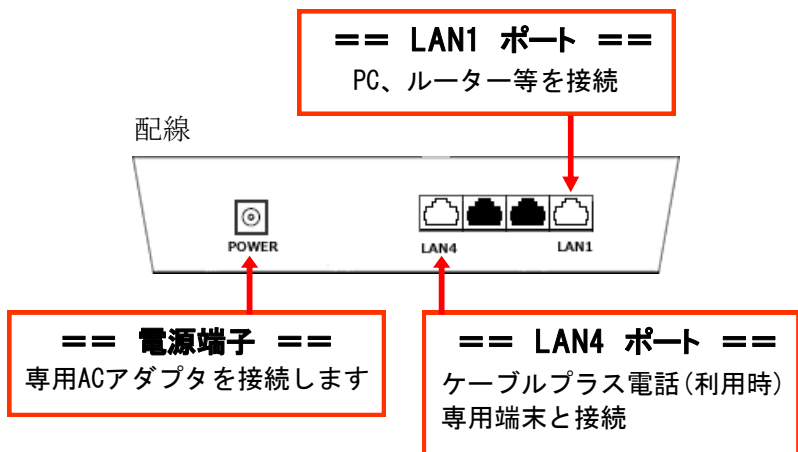 == LAN1 ポート ==
PC、ルーター等を接続
配線
POWER
LAN4
LAN1
== 電源端子 ==
専用ACアダプタを接続します
== LAN4 ポート ==
ケーブルプラス電話(利用時)
専用端末と接続